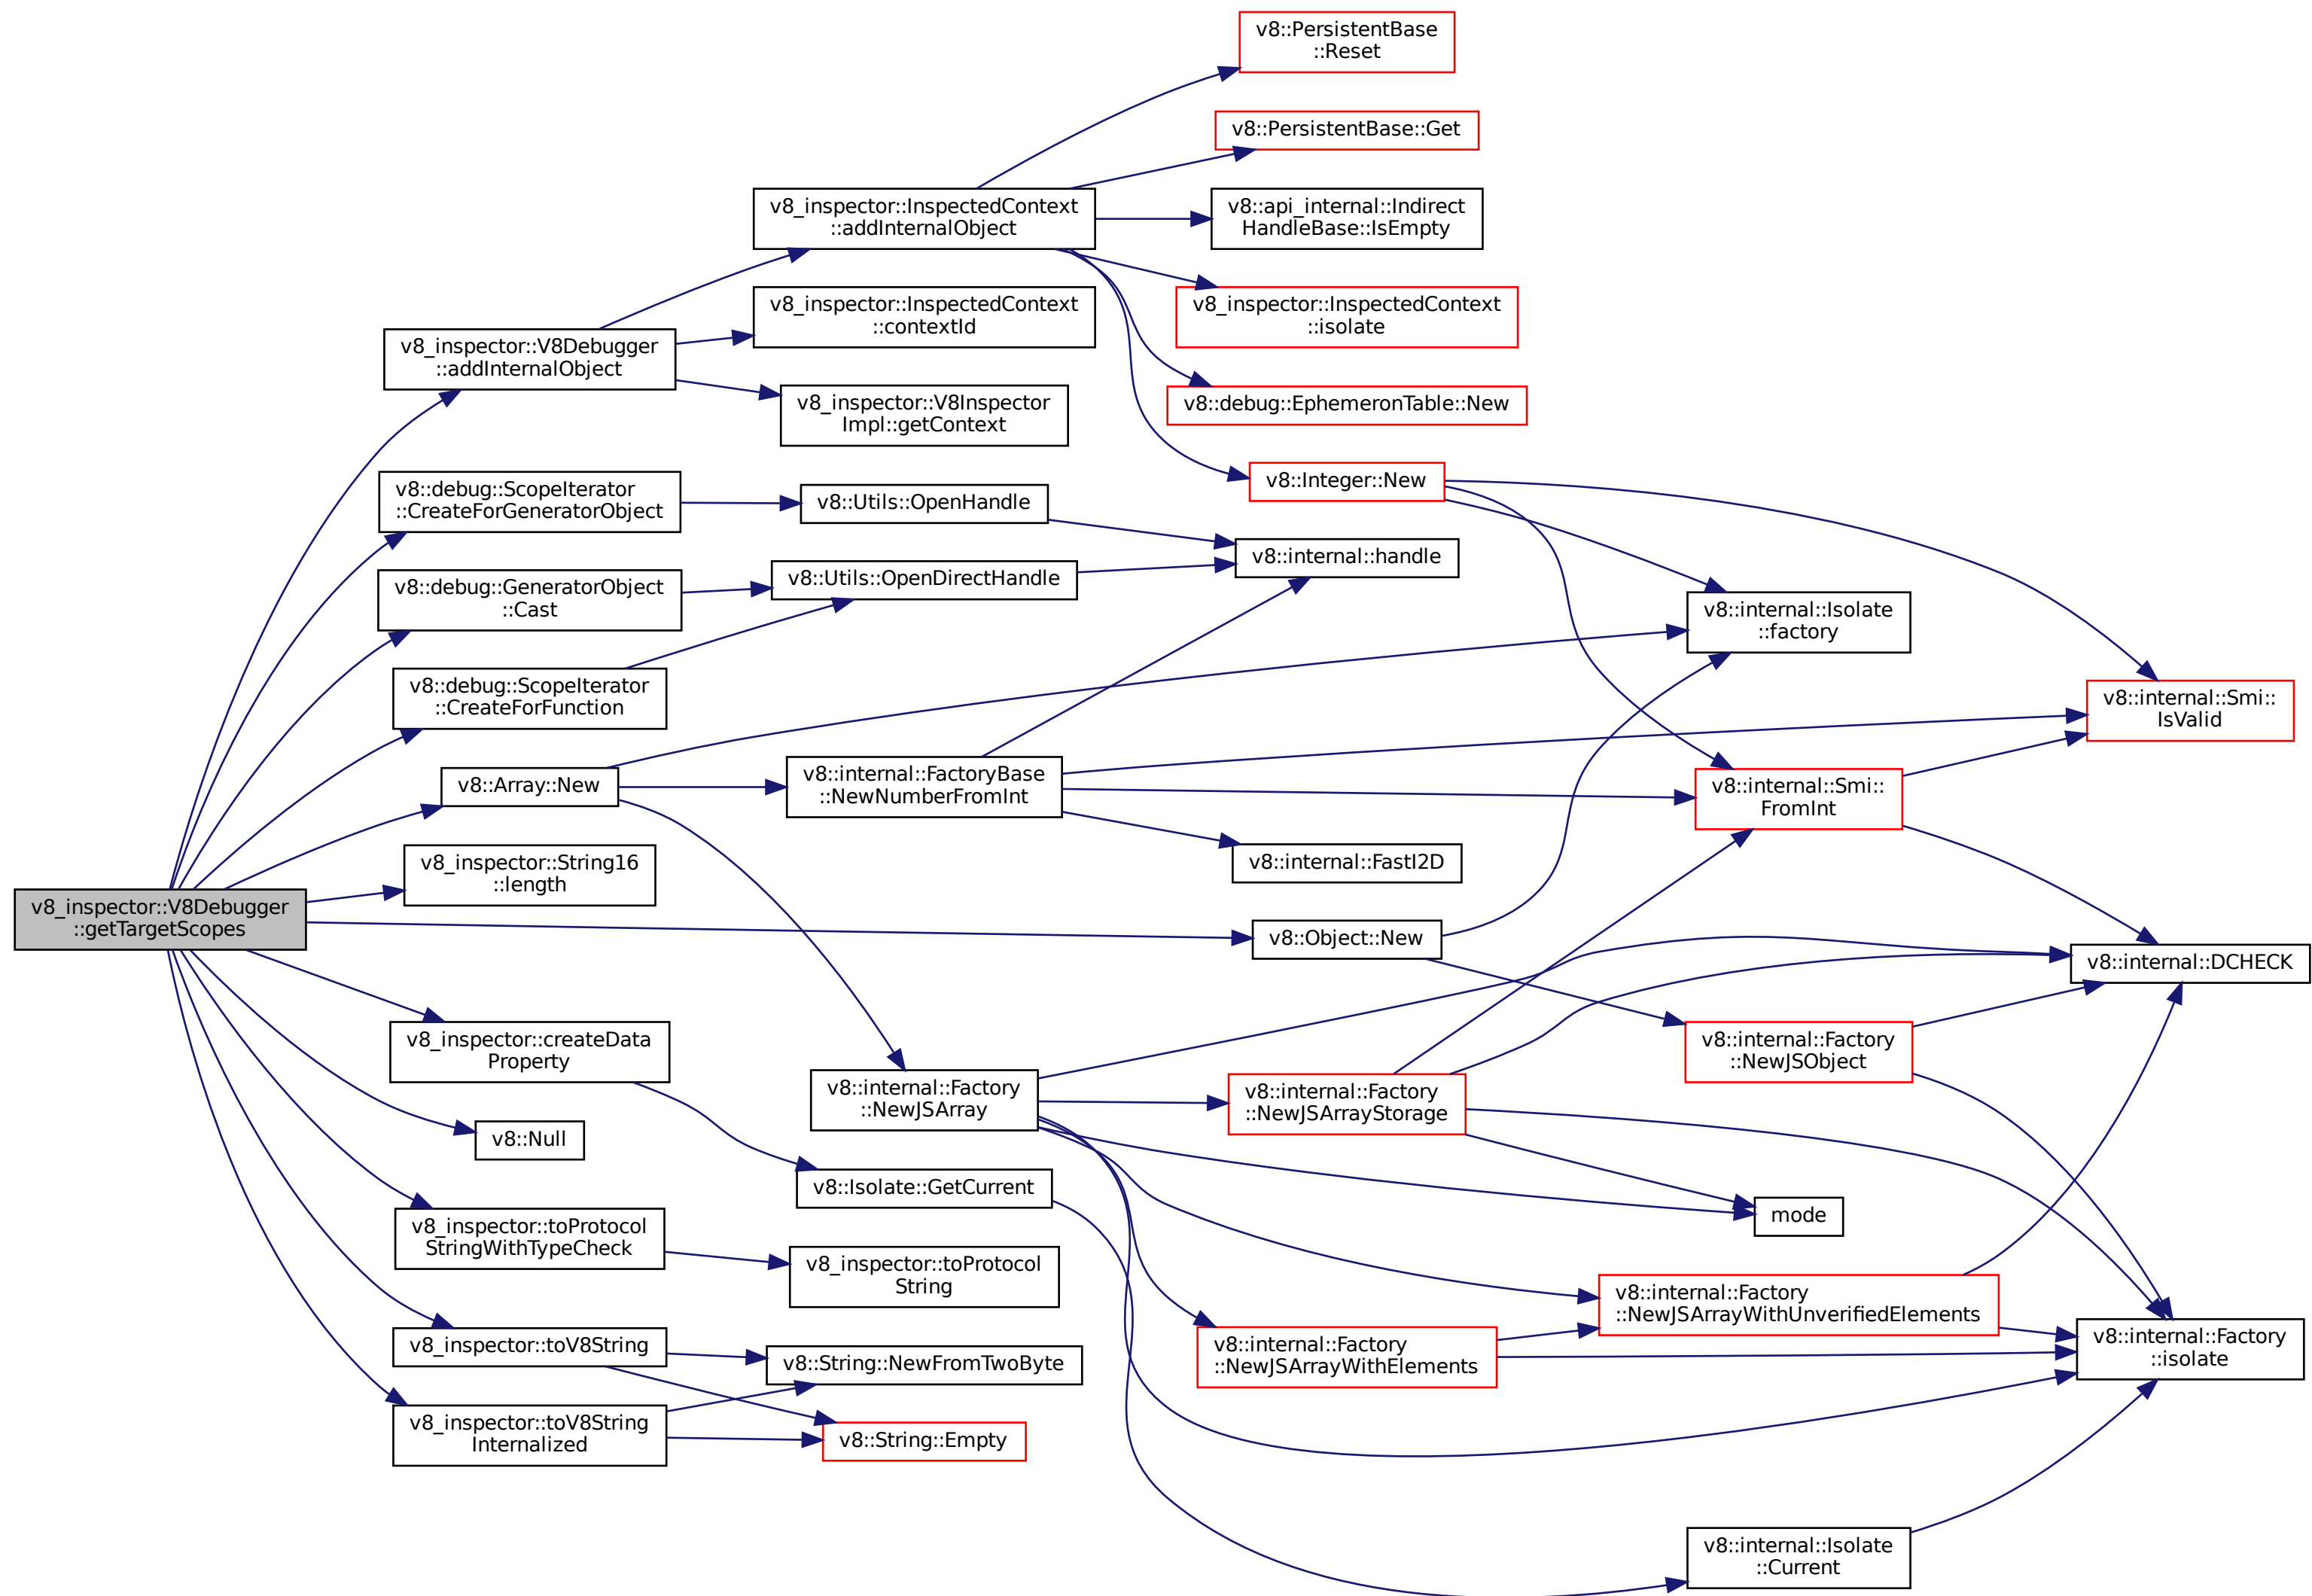 v8::PersistentBase
::Reset
v8::PersistentBase::Get
v8_inspector::InspectedContext
::addInternalObject
v8::api_internal::Indirect
HandleBase::IsEmpty
v8_inspector::InspectedContext
::contextId
v8_inspector::InspectedContext
::isolate
v8_inspector::V8Debugger
::addInternalObject
v8_inspector::V8Inspector
Impl::getContext
v8::debug::EphemeronTable::New
v8::debug::ScopeIterator
::CreateForGeneratorObject
v8::Utils::OpenHandle
v8::Integer::New
v8::internal::handle
v8::debug::GeneratorObject
::Cast
v8::Utils::OpenDirectHandle
v8::internal::Isolate
::factory
v8::debug::ScopeIterator
::CreateForFunction
v8::internal::Smi::
IsValid
v8::Array::New
v8::internal::FactoryBase
::NewNumberFromInt
v8::internal::Smi::
FromInt
v8_inspector::String16
::length
v8::internal::FastI2D
v8_inspector::V8Debugger
::getTargetScopes
v8::Object::New
v8::internal::DCHECK
v8_inspector::createData
Property
v8::internal::Factory
::NewJSObject
v8::internal::Factory
::NewJSArray
v8::internal::Factory
::NewJSArrayStorage
v8::Null
v8::Isolate::GetCurrent
mode
v8_inspector::toProtocol
StringWithTypeCheck
v8_inspector::toProtocol
String
v8::internal::Factory
::NewJSArrayWithUnverifiedElements
v8_inspector::toV8String
v8::String::NewFromTwoByte
v8::internal::Factory
::NewJSArrayWithElements
v8::internal::Factory
::isolate
v8_inspector::toV8String
Internalized
v8::String::Empty
v8::internal::Isolate
::Current